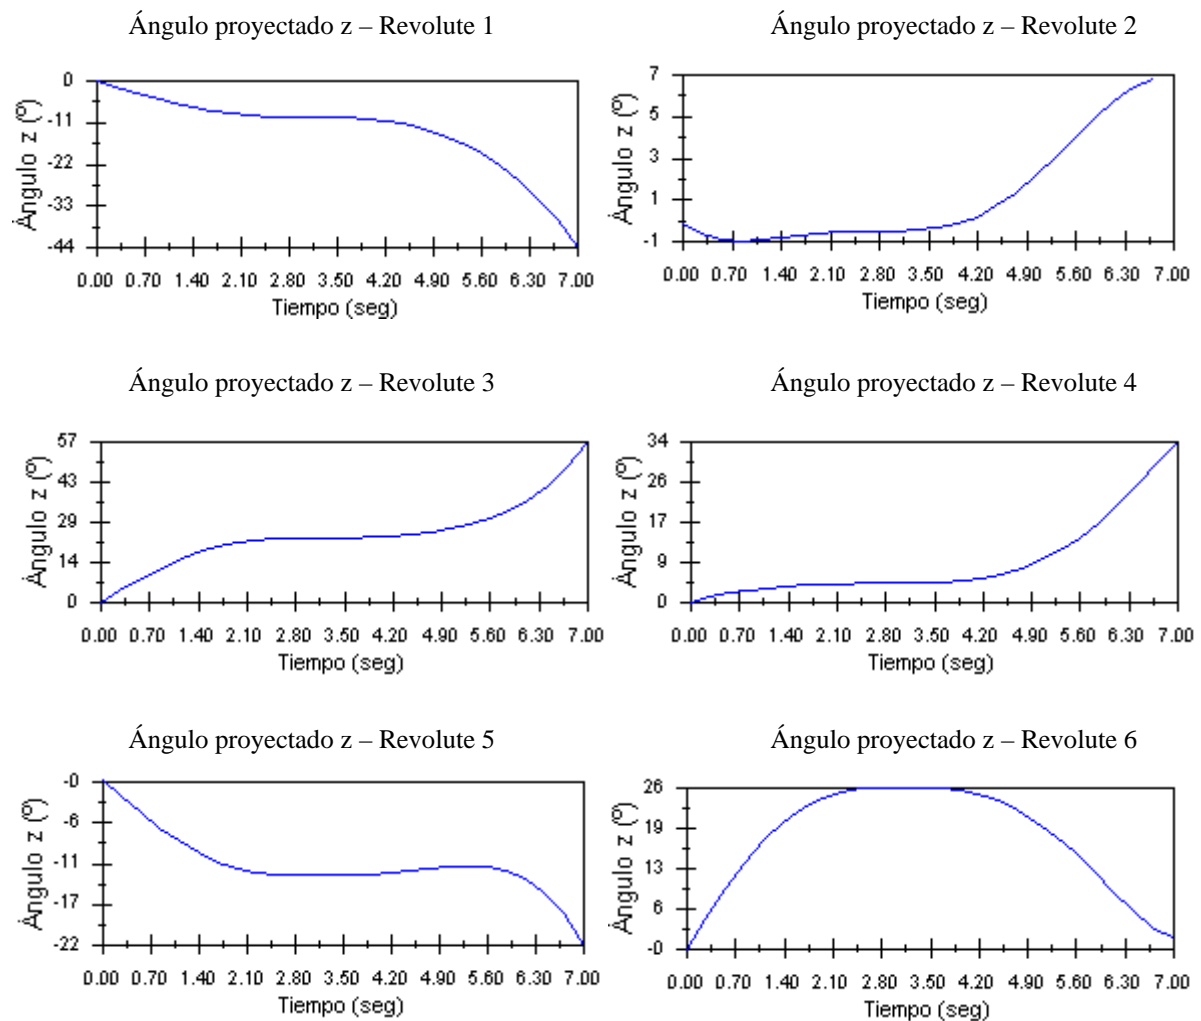 Ángulo proyectado z – Revolute 1
Ángulo z (º)
0
-11
-22
-33
-44
0.00 0.70 1.40 2.10 2.80 3.50 4.20 4.90 5.60 6.30 7.00
Tiempo (seg)
Ángulo proyectado z – Revolute 2
Ángulo z (º)
7
5
3
1
-1
0.00 0.70 1.40 2.10 2.80 3.50 4.20 4.90 5.60 6.30 7.00
Tiempo (seg)
Ángulo proyectado z – Revolute 3
Ángulo z (º)
57
43
29
14
0
0.00 0.70 1.40 2.10 2.80 3.50 4.20 4.90 5.60 6.30 7.00
Tiempo (seg)
Ángulo proyectado z – Revolute 4
Ángulo z (º)
34
26
17
9
0
0.00 0.70 1.40 2.10 2.80 3.50 4.20 4.90 5.60 6.30 7.00
Tiempo (seg)
Ángulo proyectado z – Revolute 5
Ángulo z (º)
-0
-6
-11
-17
-22
0.00 0.70 1.40 2.10 2.80 3.50 4.20 4.90 5.60 6.30 7.00
Tiempo (seg)
Ángulo proyectado z – Revolute 6
Ángulo z (º)
26
19
13
6
-0
0.00 0.70 1.40 2.10 2.80 3.50 4.20 4.90 5.60 6.30 7.00
Tiempo (seg)